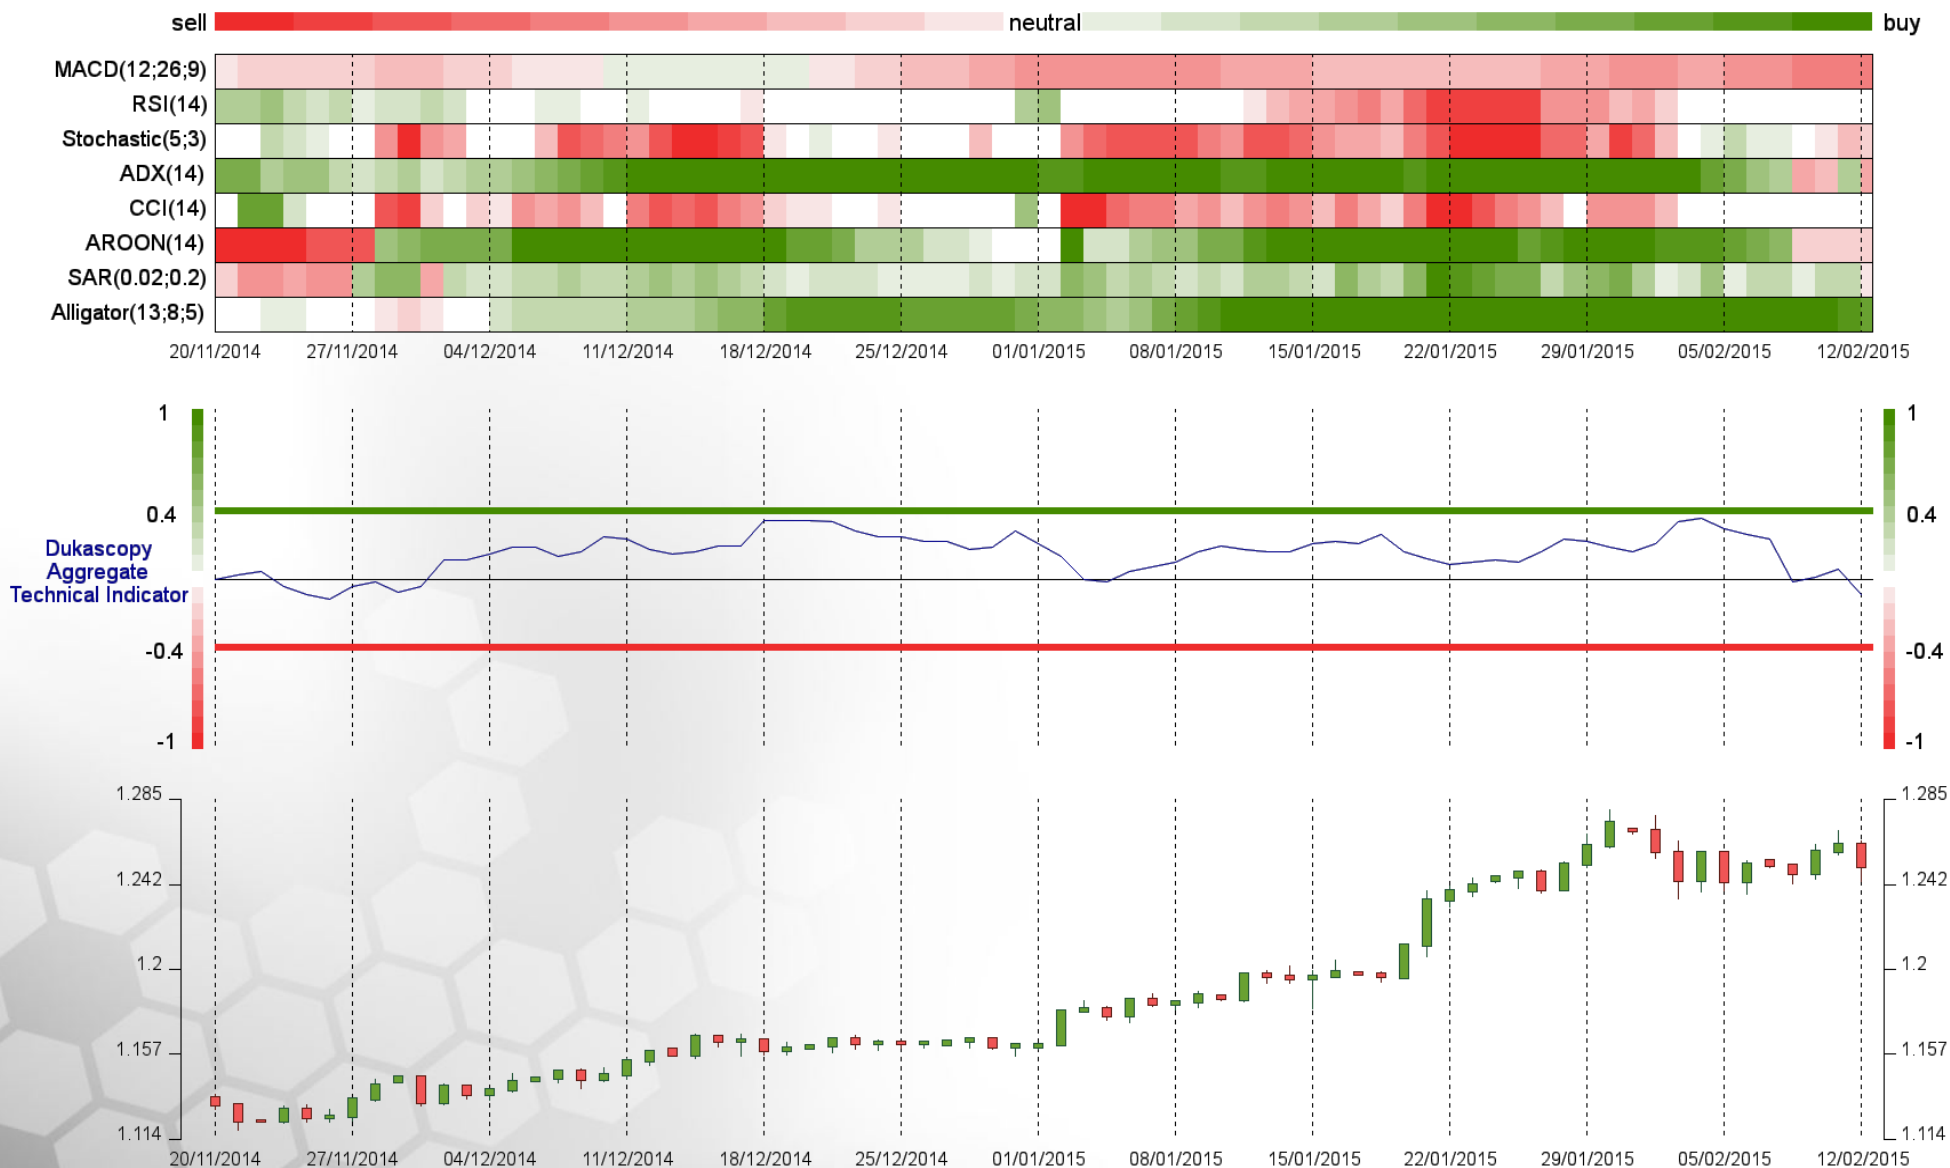 sell neutral buy
MACD(12;26;9)
RSI(14)
Stochastic(5;3)
ADX(14)
CCI(14)
AROON(14)
SAR(0.02;0.2)
Alligator(13;8;5)
20/11/2014 27/11/2014 04/12/2014 11/12/2014 18/12/2014 25/12/2014 01/01/2015 08/01/2015 15/01/2015 22/01/2015 29/01/2015 05/02/2015 12/02/2015
1 1
0.4 0.4
Dukascopy
Aggregate
Technical Indicator
-0.4 -0.4
-1 -1
1.285 1.285
1.242 1.242
1.2 1.2
1.157 1.157
1.114 1.114
20/11/2014 27/11/2014 04/12/2014 11/12/2014 18/12/2014 25/12/2014 01/01/2015 08/01/2015 15/01/2015 22/01/2015 29/01/2015 05/02/2015 12/02/2015